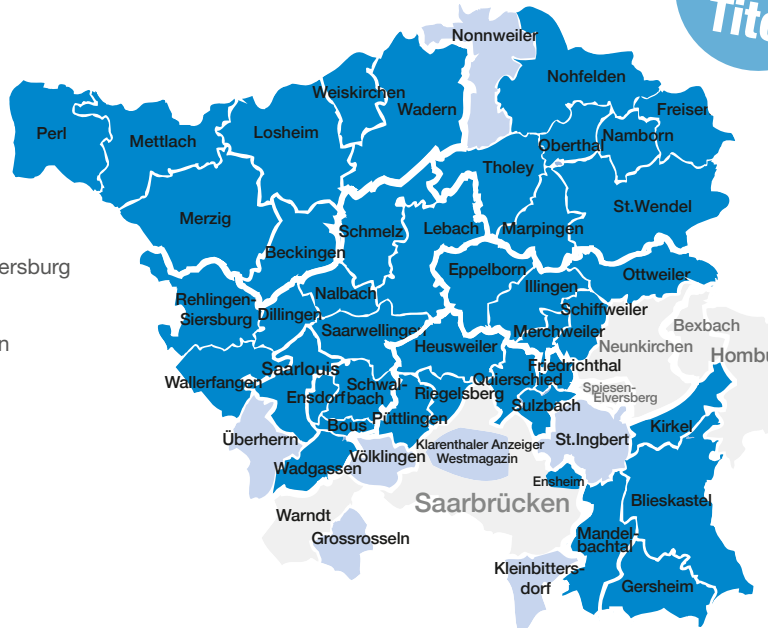 Tite
Nonnweiler
Nohfelden
Weiskirchen
Wadern
Freisen
Perl
Mettlach
Losheim
Oberthal
Namborn
Tholey
Merzig
St.Wendel
Schmelz
Lebach
Marpingen
Beckingen
ersburg
Eppelborn
Ottweiler
Illingen
Rehlingen-
Siersburg
Nalbach
Dillingen
Schiffweiler
Saarwellingen
Merchweiler
Bexbach
n
Heusweiler
Neunkirchen
Hombu
Friedrichthal
Saarlouis
Wallerfangen
Quierschied
Schwal-
bach
Spiesen-
Elversberg
Ensdorf
Riegelsberg
Sulzbach
Bous
Püttlingen
Kirkel
Überherrn
Klarenthaler Anzeiger
Westmagazin
St.Ingbert
Völklingen
Wadgassen
Ensheim
Saarbrücken
Blieskastel
Warndt
Grossrosseln
Mandel-
bachtal
Kleinbitters-
dorf
Gersheim